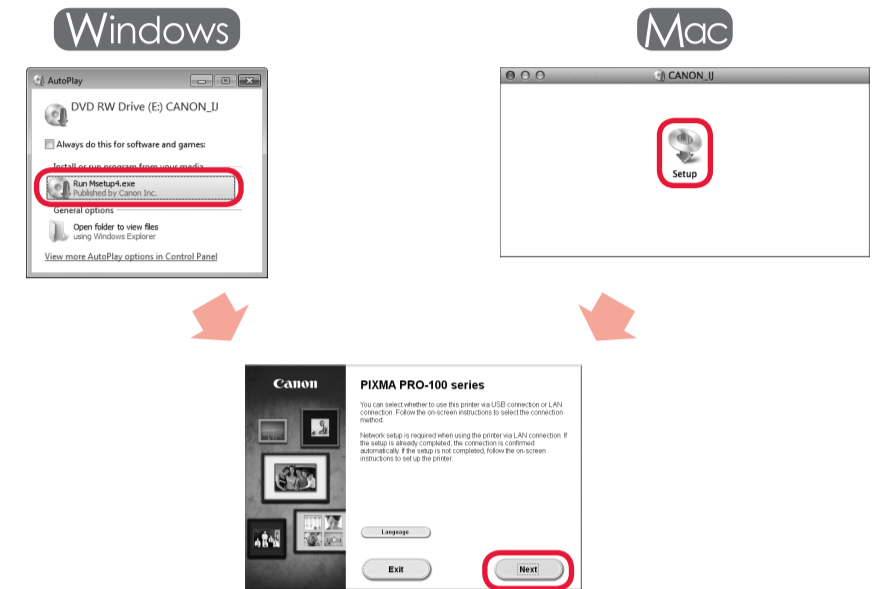 Windows
Mac
AutoPlay
DVD RW Drive (E:) CANON_IJ
Always do this for software and games:
Install or run program from your media
Run Msetup4.exe
Published by Canon Inc.
General options
Open folder to view files
using Windows Explorer
View more AutoPlay options in Control Panel
CANON_IJ
Setup
Canon
PIXMA PRO-100 series
You can select whether to use this printer via USB connection or LAN
connection. Follow the on-screen instructions to select the connection
method.
Network setup is required when using the printer via LAN connection. If
the setup is already completed, the connection is confirmed
automatically. If the setup is not completed, follow the on-screen
instructions to set up the printer.
Language
Exit
Next